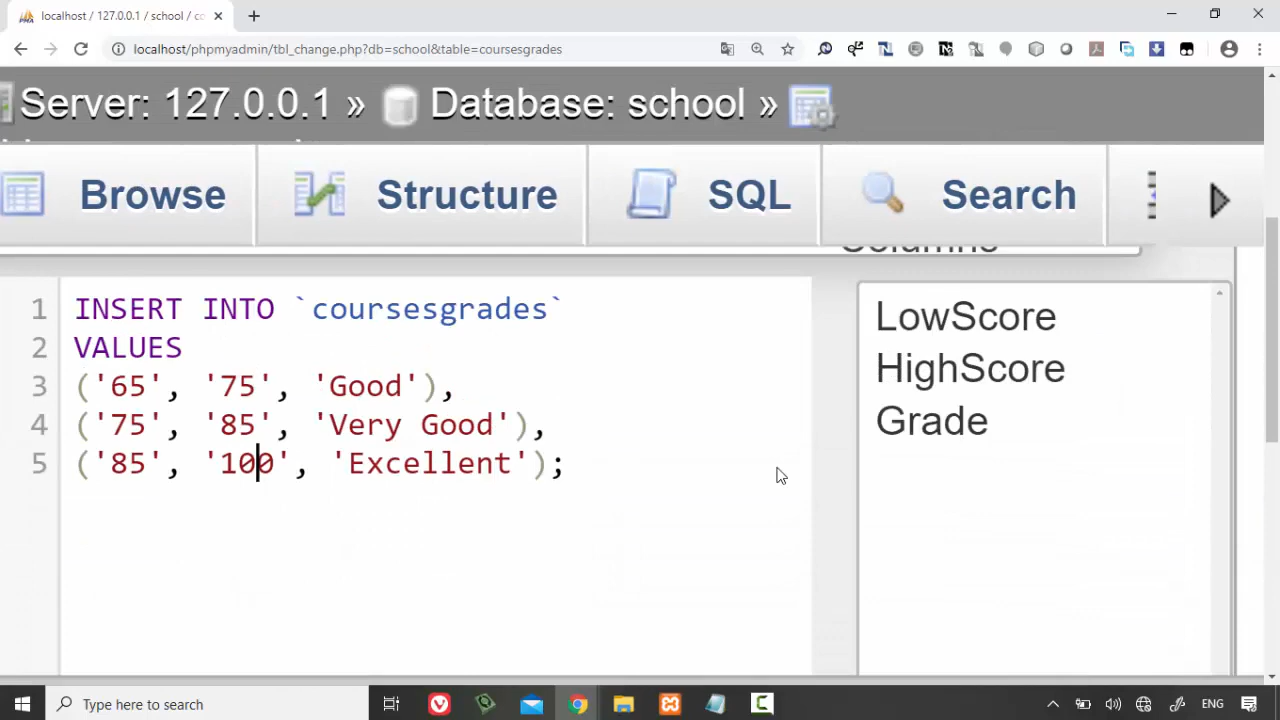 localhost / 127.0.0.1 / school / co
localhost/phpmyadmin/tbl_change.php?db=school&table=coursesgrades
Server: 127.0.0.1 » Database: school »
Browse Structure SQL Search
Columns
1 INSERT INTO `coursesgrades`
2 VALUES
3 ('65', '75', 'Good'),
4 ('75', '85', 'Very Good'),
5 ('85', '100', 'Excellent');
LowScore
HighScore
Grade
Type here to search
ENG